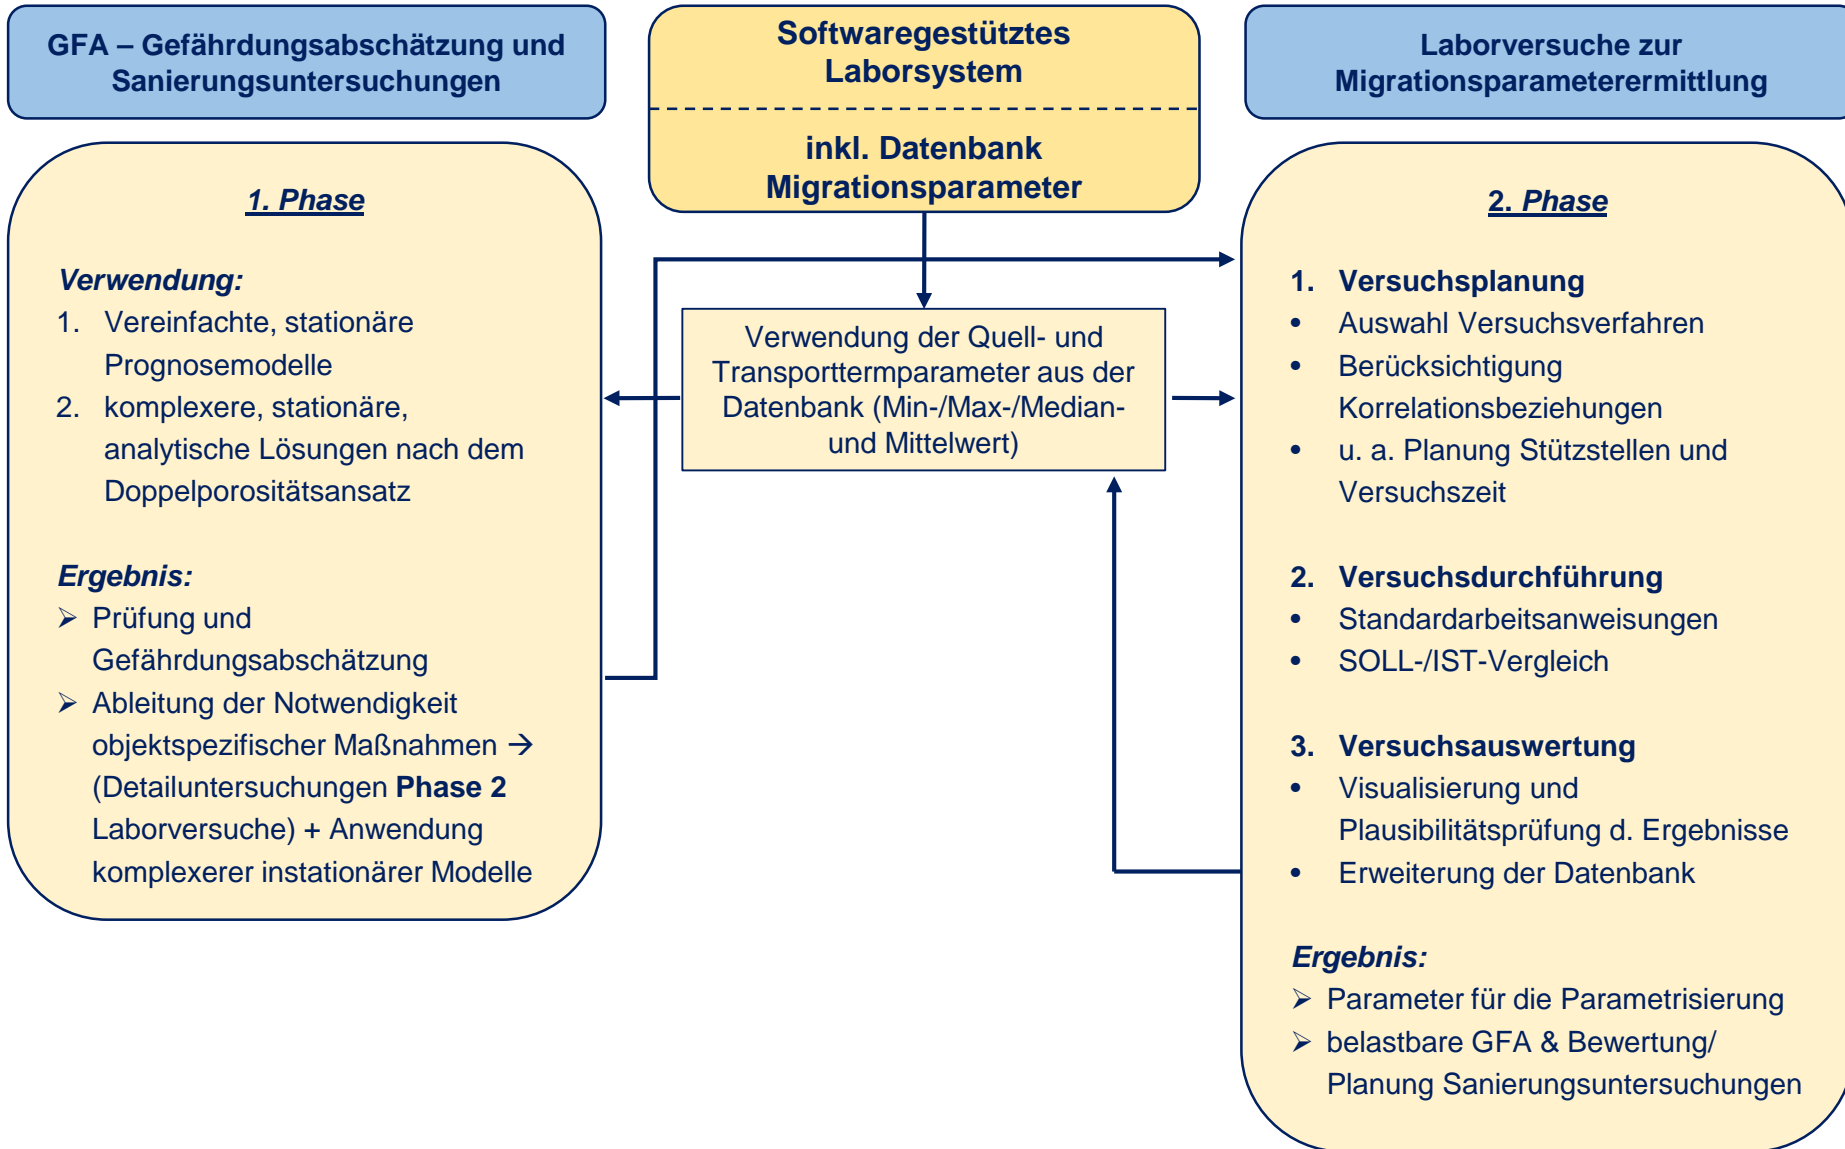 GFA – Gefährdungsabschätzung und
Sanierungsuntersuchungen
Softwaregestütztes
Laborsystem
inkl. Datenbank
Migrationsparameter
Laborversuche zur
Migrationsparameterermittlung
1. Phase
Verwendung:
1. Vereinfachte, stationäre
Prognosemodelle
2. komplexere, stationäre,
analytische Lösungen nach dem
Doppelporositätsansatz
Ergebnis:
➢ Prüfung und
Gefährdungsabschätzung
➢ Ableitung der Notwendigkeit
objektspezifischer Maßnahmen →
(Detailuntersuchungen Phase 2
Laborversuche) + Anwendung
komplexerer instationärer Modelle
Verwendung der Quell- und
Transporttermparameter aus der
Datenbank (Min-/Max-/Median-
und Mittelwert)
2. Phase
1. Versuchsplanung
• Auswahl Versuchsverfahren
• Berücksichtigung
Korrelationsbeziehungen
• u. a. Planung Stützstellen und
Versuchszeit
2. Versuchsdurchführung
• Standardarbeitsanweisungen
• SOLL-/IST-Vergleich
3. Versuchsauswertung
• Visualisierung und
Plausibilitätsprüfung d. Ergebnisse
• Erweiterung der Datenbank
Ergebnis:
➢ Parameter für die Parametrisierung
➢ belastbare GFA & Bewertung/
Planung Sanierungsuntersuchungen